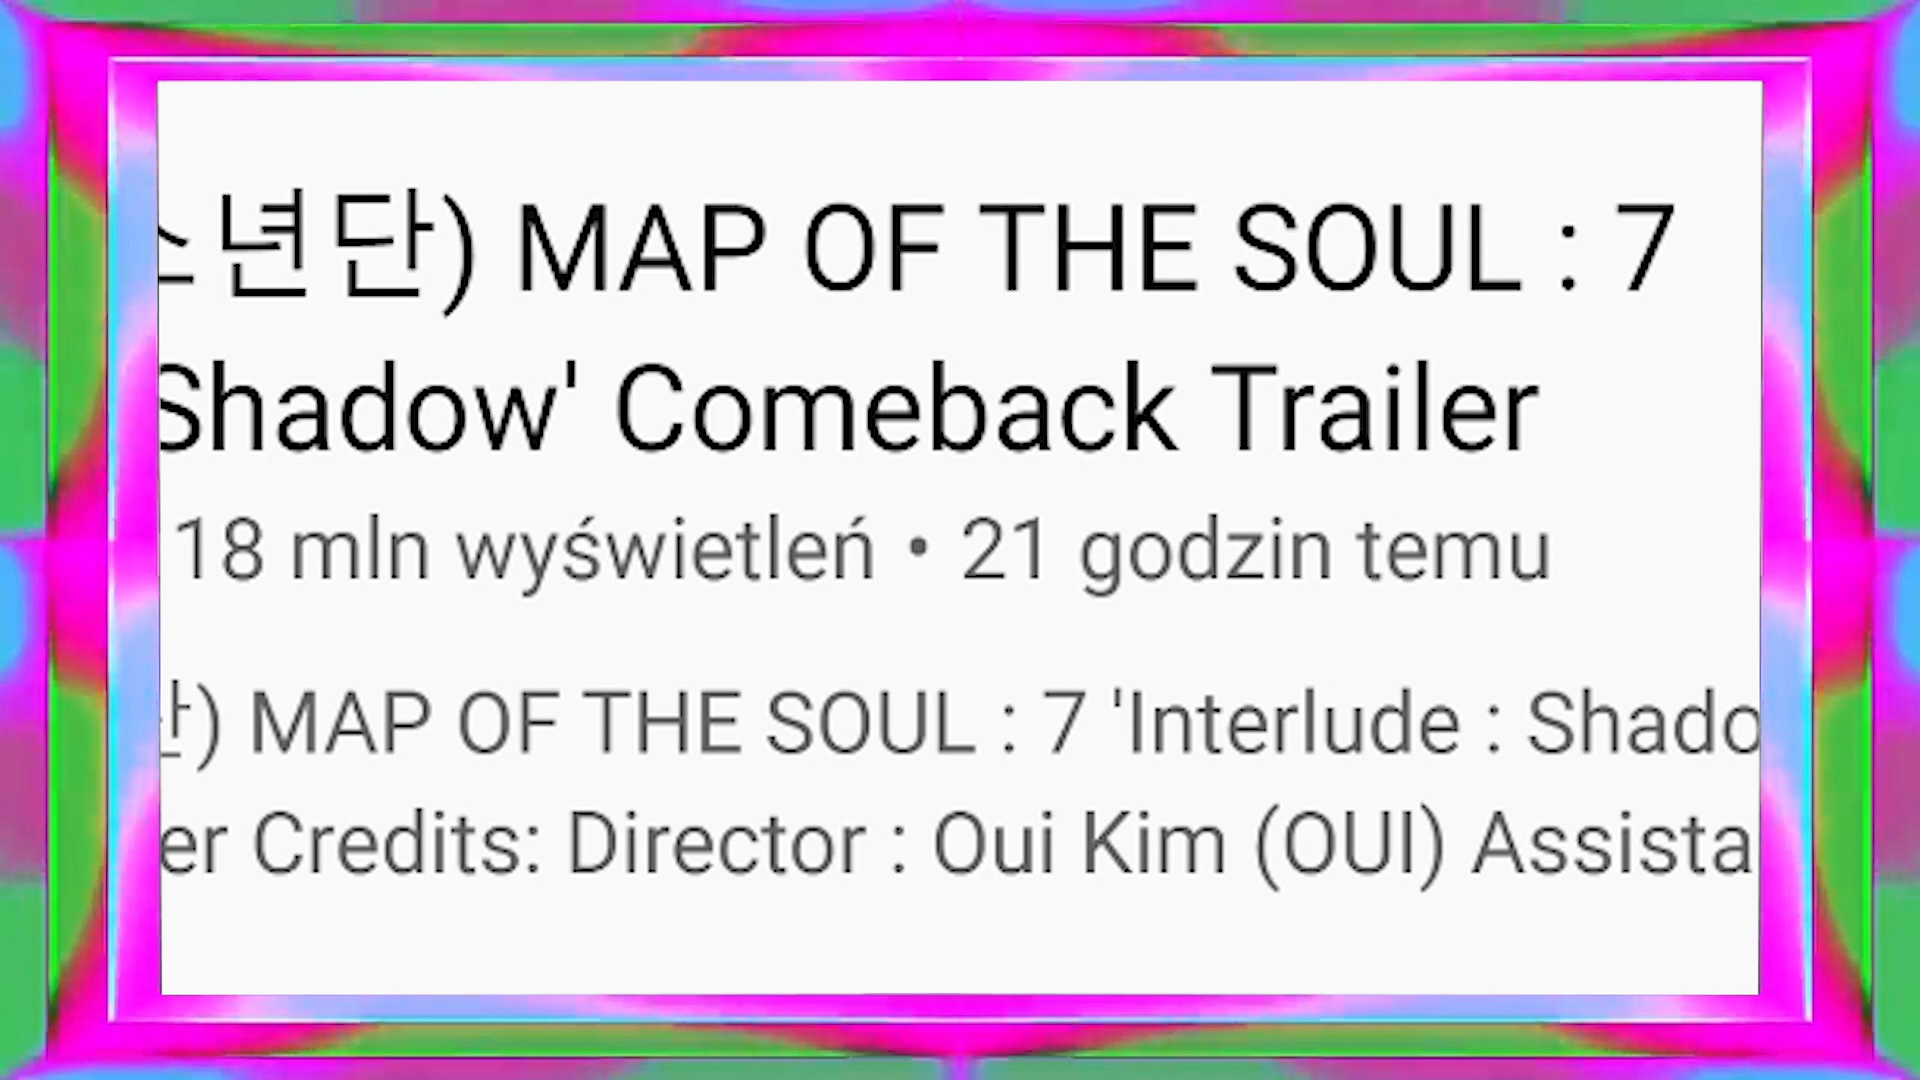 년단) MAP OF THE SOUL : 7
Shadow' Comeback Trailer
18 mln wyświetleń • 21 godzin temu
) MAP OF THE SOUL : 7 'Interlude : Shado
er Credits: Director : Oui Kim (OUI) Assista